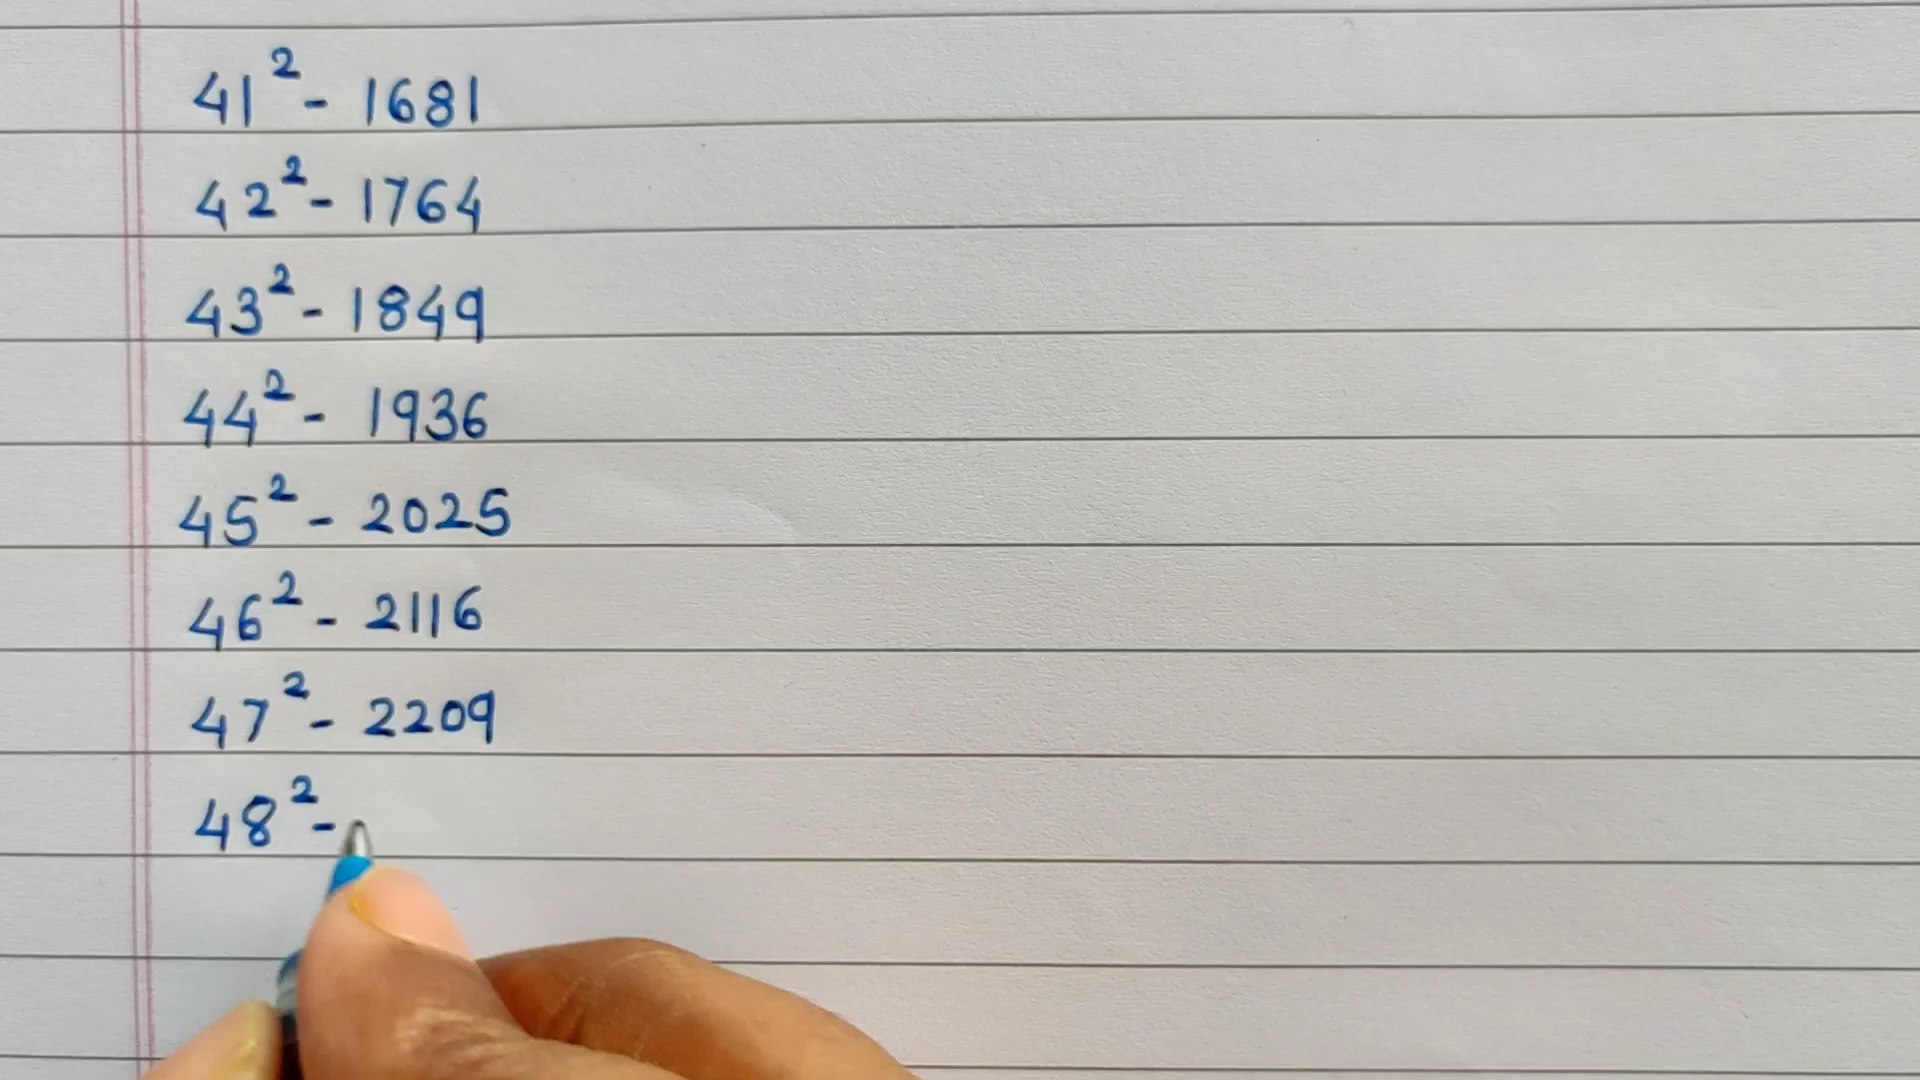 41² - 1681
42² - 1764
43² - 1849
44² - 1936
45² - 2025
46² - 2116
47² - 2209
48² -